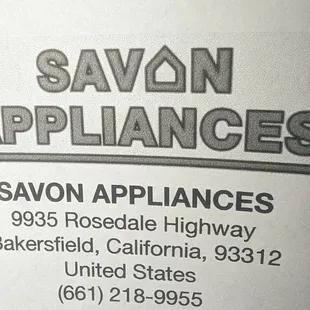 SAVON
APPLIANCES
SAVON APPLIANCES
9935 Rosedale Highway
Bakersfield, California, 93312
United States
(661) 218-9955